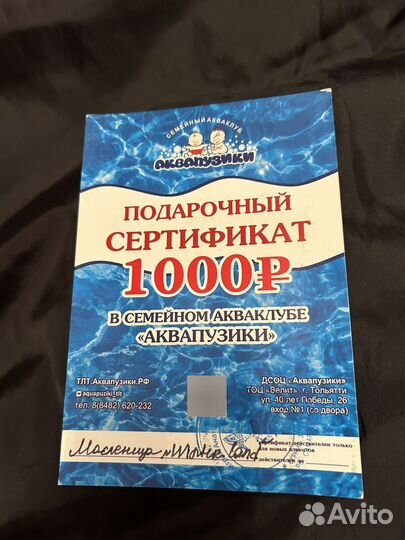 СЕМЕЙНЫЙ АКВАКЛУБ
АКВАПУЗИКИ
ПОДАРОЧНЫЙ
СЕРТИФИКАТ
1000₽
В СЕМЕЙНОМ АКВАКЛУБЕ
«АКВАПУЗИКИ»
ТЛТ.Аквапузики.РФ
aquapuziki_tlt
тел. 8(8482) 620-232
ДСОЦ «Аквапузики»
ТОЦ «Велит», г. Тольятти
ул. 40 лет Победы, 26
вход №1 (со двора)
Масленица
сертификат действителен только
для новых клиентов
действителен до
Avito